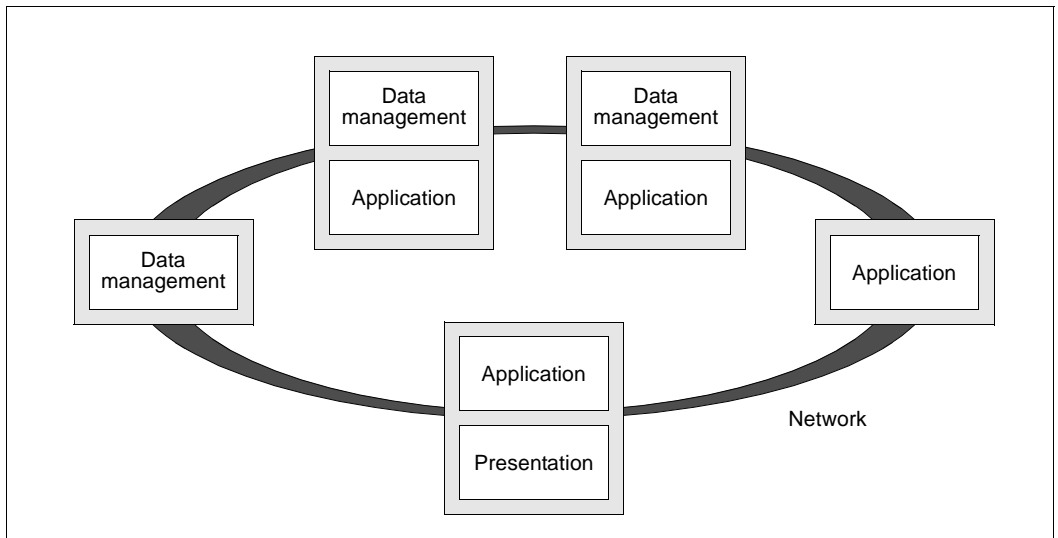 Data
management
Application
Data
management
Application
Data
management
Application
Application
Presentation
Network